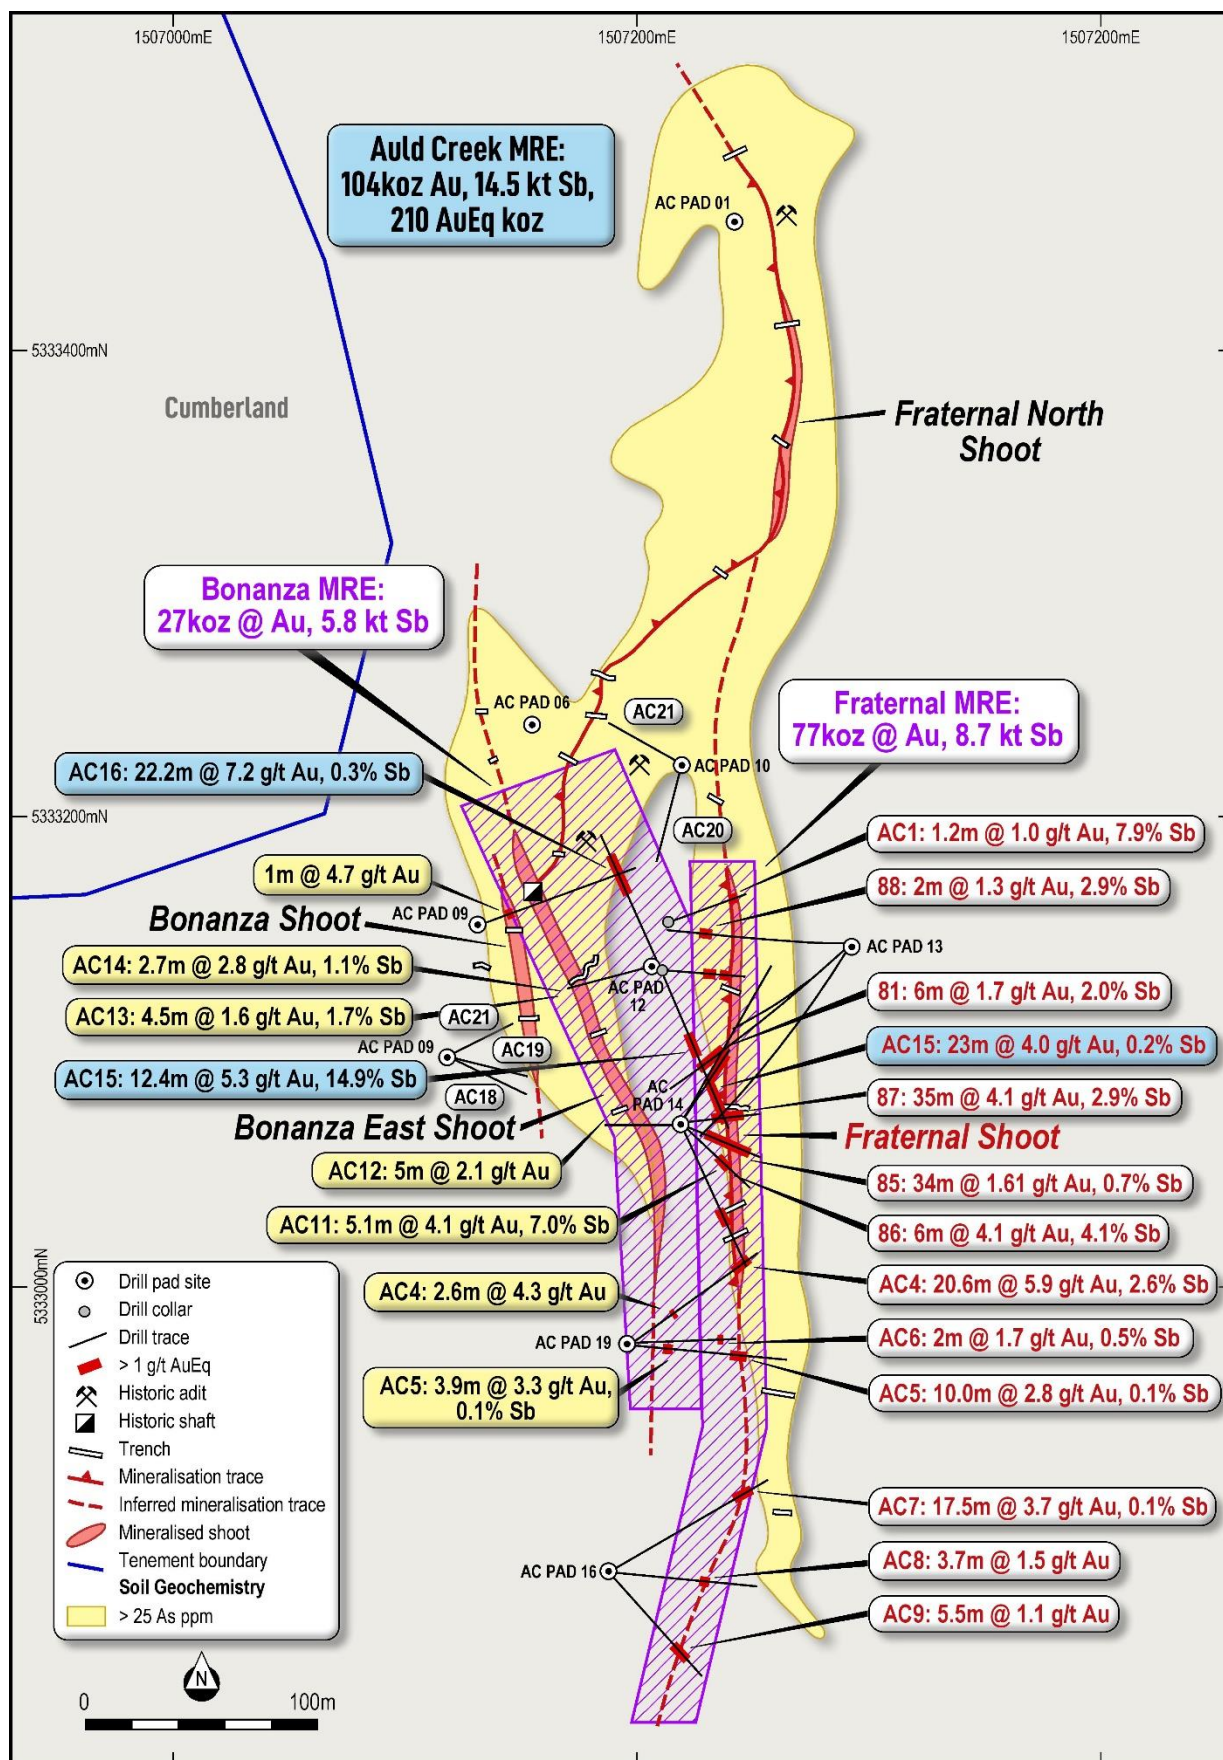 1507000mE
1507200mE
1507200mE
Auld Creek MRE:
104koz Au, 14.5 kt Sb,
210 AuEq koz
AC PAD 01
5333400mN
Cumberland
Fraternal North
Shoot
Bonanza MRE:
27koz @ Au, 5.8 kt Sb
AC PAD 06
AC21
Fraternal MRE:
77koz @ Au, 8.7 kt Sb
AC16: 22.2m @ 7.2 g/t Au, 0.3% Sb
AC PAD 10
5333200mN
AC20
AC1: 1.2m @ 1.0 g/t Au, 7.9% Sb
1m @ 4.7 g/t Au
88: 2m @ 1.3 g/t Au, 2.9% Sb
Bonanza Shoot
AC PAD 09
AC PAD 13
AC14: 2.7m @ 2.8 g/t Au, 1.1% Sb
AC PAD
12
81: 6m @ 1.7 g/t Au, 2.0% Sb
AC13: 4.5m @ 1.6 g/t Au, 1.7% Sb
AC21
AC PAD 09
AC19
AC15: 23m @ 4.0 g/t Au, 0.2% Sb
AC15: 12.4m @ 5.3 g/t Au, 14.9% Sb
AC18
AC
PAD 14
87: 35m @ 4.1 g/t Au, 2.9% Sb
Bonanza East Shoot
Fraternal Shoot
AC12: 5m @ 2.1 g/t Au
85: 34m @ 1.61 g/t Au, 0.7% Sb
AC11: 5.1m @ 4.1 g/t Au, 7.0% Sb
86: 6m @ 4.1 g/t Au, 4.1% Sb
5333000mN
AC4: 2.6m @ 4.3 g/t Au
AC4: 20.6m @ 5.9 g/t Au, 2.6% Sb
AC PAD 19
AC6: 2m @ 1.7 g/t Au, 0.5% Sb
AC5: 3.9m @ 3.3 g/t Au,
0.1% Sb
AC5: 10.0m @ 2.8 g/t Au, 0.1% Sb
AC7: 17.5m @ 3.7 g/t Au, 0.1% Sb
AC PAD 16
AC8: 3.7m @ 1.5 g/t Au
AC9: 5.5m @ 1.1 g/t Au
Drill pad site
Drill collar
Drill trace
> 1 g/t AuEq
Historic adit
Historic shaft
Trench
Mineralisation trace
Inferred mineralisation trace
Mineralised shoot
Tenement boundary
Soil Geochemistry
> 25 As ppm
N
0
100m